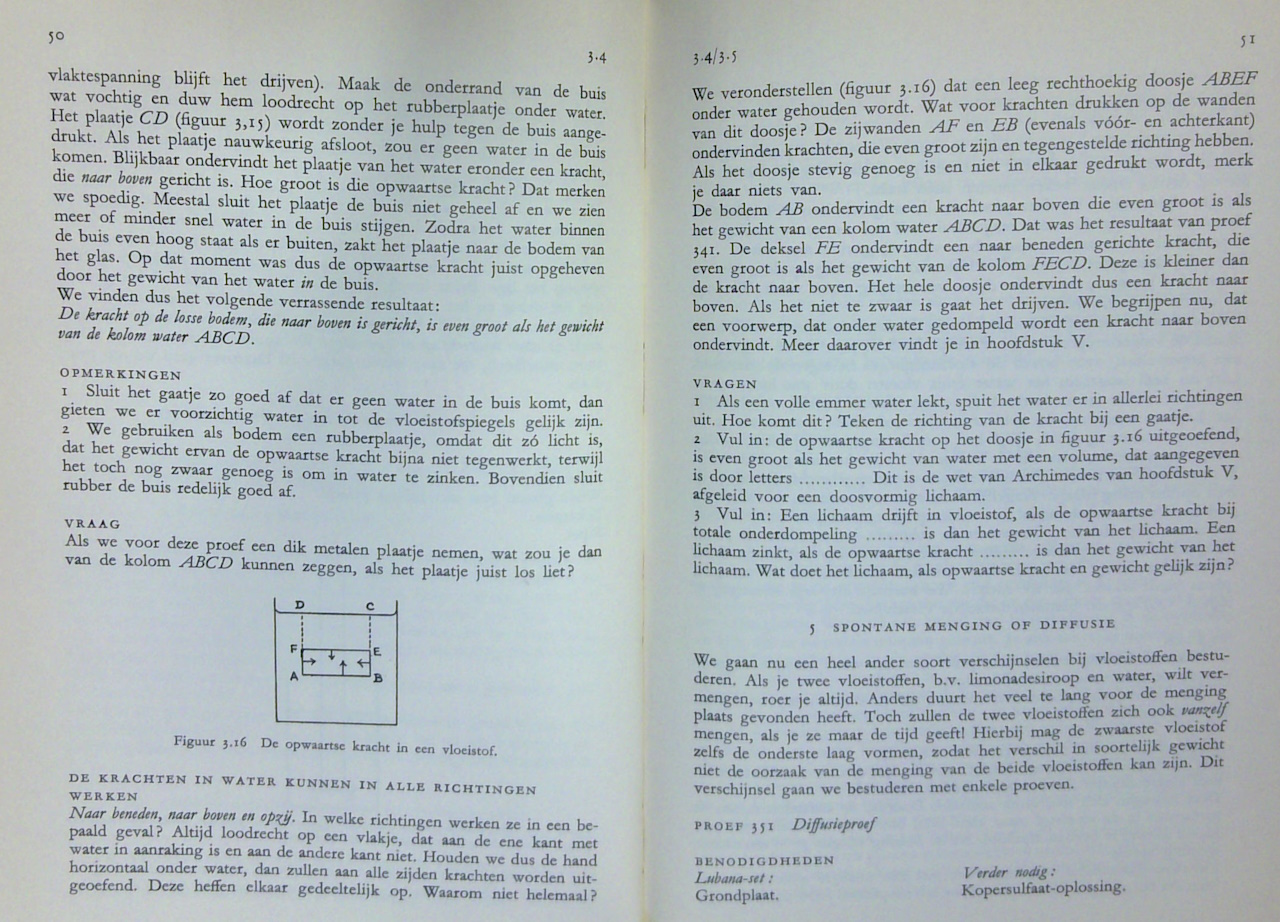 50
3·4
vlaktespanning blijft het drijven). Maak de onderrand van de buis
wat vochtig en duw hem loodrecht op het rubberplaatje onder water.
Het plaatje CD (figuur 3,15) wordt zonder je hulp tegen de buis aange-
drukt. Als het plaatje nauwkeurig afsloot, zou er geen water in de buis
komen. Blijkbaar ondervindt het plaatje van het water eronder een kracht,
die naar boven gericht is. Hoe groot is die opwaartse kracht? Dat merken
we spoedig. Meestal sluit het plaatje de buis niet geheel af en we zien
meer of minder snel water in de buis stijgen. Zodra het water binnen
de buis even hoog staat als er buiten, zakt het plaatje naar de bodem van
het glas. Op dat moment was dus de opwaartse kracht juist opgeheven
door het gewicht van het water in de buis.
We vinden dus het volgende verrassende resultaat:
De kracht op de losse bodem, die naar boven is gericht, is even groot als het gewicht
van de kolom water ABCD.
OPMERKINGEN
1 Sluit het gaatje zo goed af dat er geen water in de buis komt, dan
gieten we er voorzichtig water in tot de vloeistofspiegels gelijk zijn.
2 We gebruiken als bodem een rubberplaatje, omdat dit zó licht is,
dat het gewicht ervan de opwaartse kracht bijna niet tegenwerkt, terwijl
het toch nog zwaar genoeg is om in water te zinken. Bovendien sluit
rubber de buis redelijk goed af.
VRAAG
Als we voor deze proef een dik metalen plaatje nemen, wat zou je dan
van de kolom ABCD kunnen zeggen, als het plaatje juist los liet?
D C
F E
A B
Figuur 3.16 De opwaartse kracht in een vloeistof.
DE KRACHTEN IN WATER KUNNEN IN ALLE RICHTINGEN
WERKEN
Naar beneden, naar boven en opzij. In welke richtingen werken ze in een be-
paald geval? Altijd loodrecht op een vlakje, dat aan de ene kant met
water in aanraking is en aan de andere kant niet. Houden we dus de hand
horizontaal onder water, dan zullen aan alle zijden krachten worden uit-
geoefend. Deze heffen elkaar gedeeltelijk op. Waarom niet helemaal?
51
3·4/3·5
We veronderstellen (figuur 3.16) dat een leeg rechthoekig doosje ABEF
onder water gehouden wordt. Wat voor krachten drukken op de wanden
van dit doosje? De zijwanden AF en EB (evenals vóór- en achterkant)
ondervinden krachten, die even groot zijn en tegengestelde richting hebben.
Als het doosje stevig genoeg is en niet in elkaar gedrukt wordt, merk
je daar niets van.
De bodem AB ondervindt een kracht naar boven die even groot is als
het gewicht van een kolom water ABCD. Dat was het resultaat van proef
341. De deksel FE ondervindt een naar beneden gerichte kracht, die
even groot is als het gewicht van de kolom FECD. Deze is kleiner dan
de kracht naar boven. Het hele doosje ondervindt dus een kracht naar
boven. Als het niet te zwaar is gaat het drijven. We begrijpen nu, dat
een voorwerp, dat onder water gedompeld wordt een kracht naar boven
ondervindt. Meer daarover vindt je in hoofdstuk V.
VRAGEN
1 Als een volle emmer water lekt, spuit het water er in allerlei richtingen
uit. Hoe komt dit? Teken de richting van de kracht bij een gaatje.
2 Vul in: de opwaartse kracht op het doosje in figuur 3.16 uitgeoefend,
is even groot als het gewicht van water met een volume, dat aangegeven
is door letters ............ Dit is de wet van Archimedes van hoofdstuk V,
afgeleid voor een doosvormig lichaam.
3 Vul in: Een lichaam drijft in vloeistof, als de opwaartse kracht bij
totale onderdompeling ......... is dan het gewicht van het lichaam. Een
lichaam zinkt, als de opwaartse kracht ......... is dan het gewicht van het
lichaam. Wat doet het lichaam, als opwaartse kracht en gewicht gelijk zijn?
5 SPONTANE MENGING OF DIFFUSIE
We gaan nu een heel ander soort verschijnselen bij vloeistoffen bestu-
deren. Als je twee vloeistoffen, b.v. limonadesiroop en water, wilt ver-
mengen, roer je altijd. Anders duurt het veel te lang voor de menging
plaats gevonden heeft. Toch zullen de twee vloeistoffen zich ook vanzelf
mengen, als je ze maar de tijd geeft! Hierbij mag de zwaarste vloeistof
zelfs de onderste laag vormen, zodat het verschil in soortelijk gewicht
niet de oorzaak van de menging van de beide vloeistoffen kan zijn. Dit
verschijnsel gaan we bestuderen met enkele proeven.
PROEF 351 Diffusieproef
BENODIGDHEDEN
Lubana-set: Verder nodig:
Grondplaat. Kopersulfaat-oplossing.